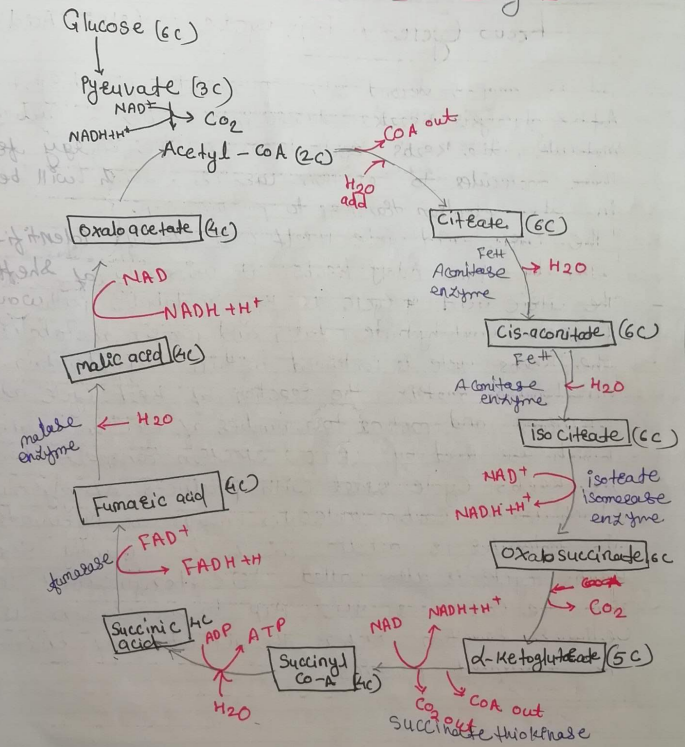 Glucose (6C)
Pyruvate (3C)
NAD+
CO2
NADH+H+
Acetyl-CoA (2C)
CoA out
H2O
add
Oxaloacetate (4C)
Citrate (6C)
Fe++
Aconitase
enzyme
H2O
NAD
NADH+H+
Cis-aconitate (6C)
Fe++
Aconitase
enzyme
H2O
malic acid (4C)
iso citrate (6C)
malase
enzyme
H2O
NAD+
NADH+H+
isotrate
isomerase
enzyme
Fumaric acid (4C)
Oxalosuccinate 6C
fumerase
FAD+
FADH+H
CO2
Succinic
acid
4C
ADP
ATP
H2O
Succinyl
Co-A (4C)
NAD
NADH+H+
α-Ketogluterate (5C)
CO2 out
CoA out
Succinate thiokinase